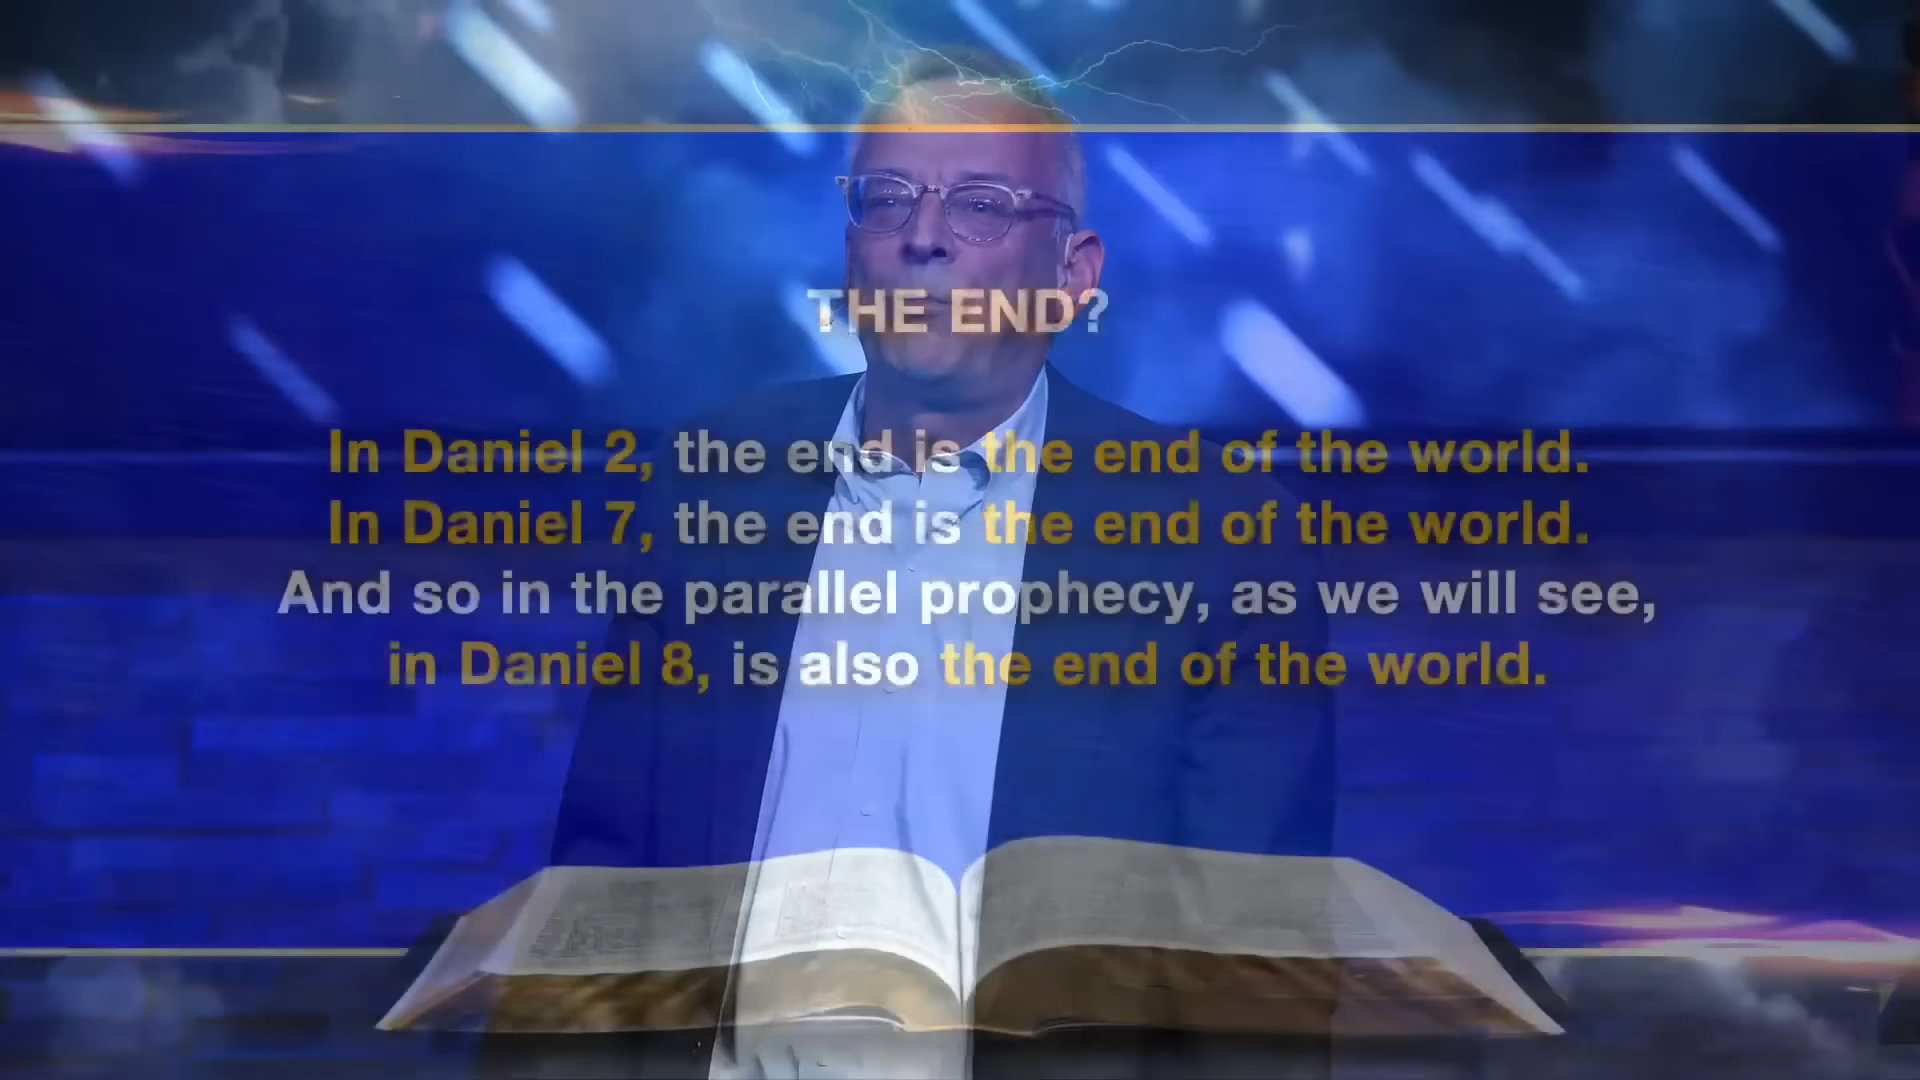 THE END?
In Daniel 2, the end is the end of the world.
In Daniel 7, the end is the end of the world.
And so in the parallel prophecy, as we will see,
in Daniel 8, is also the end of the world.